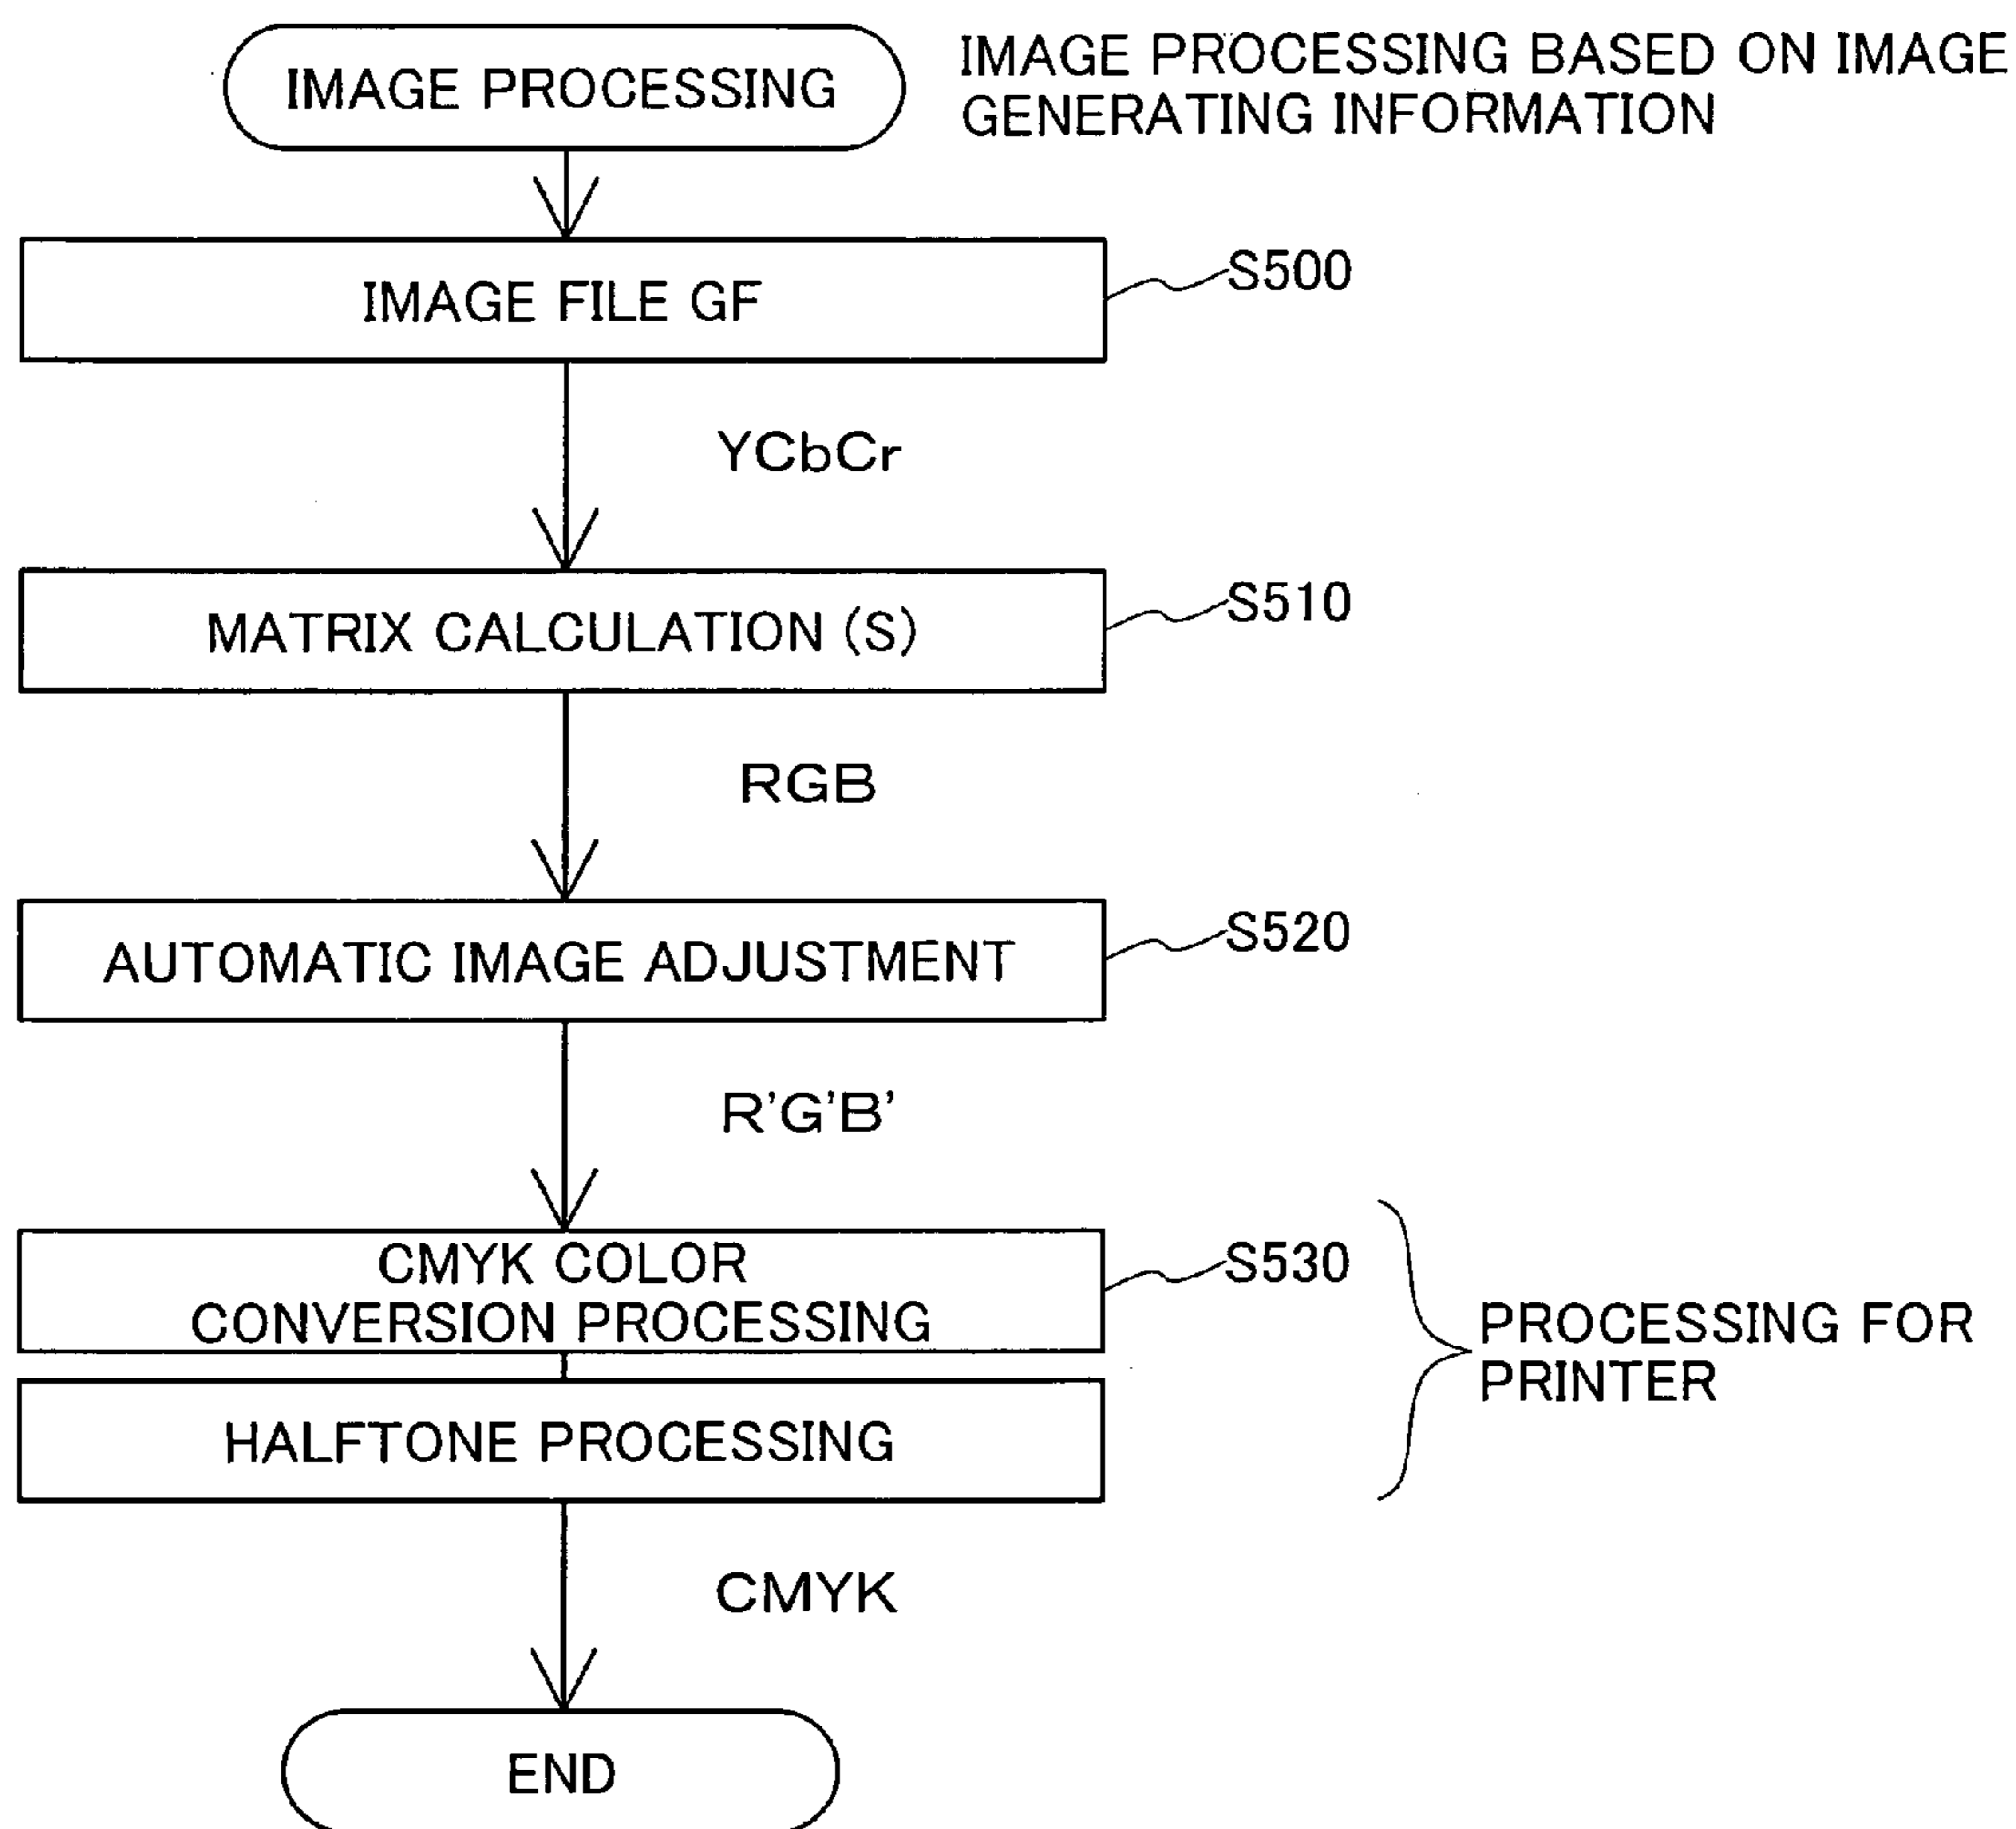 IMAGE PROCESSING
IMAGE PROCESSING BASED ON IMAGE
GENERATING INFORMATION
IMAGE FILE GF
S500
YCbCr
MATRIX CALCULATION (S)
S510
RGB
AUTOMATIC IMAGE ADJUSTMENT
S520
R'G'B'
CMYK COLOR
CONVERSION PROCESSING
S530
PROCESSING FOR
PRINTER
HALFTONE PROCESSING
CMYK
END